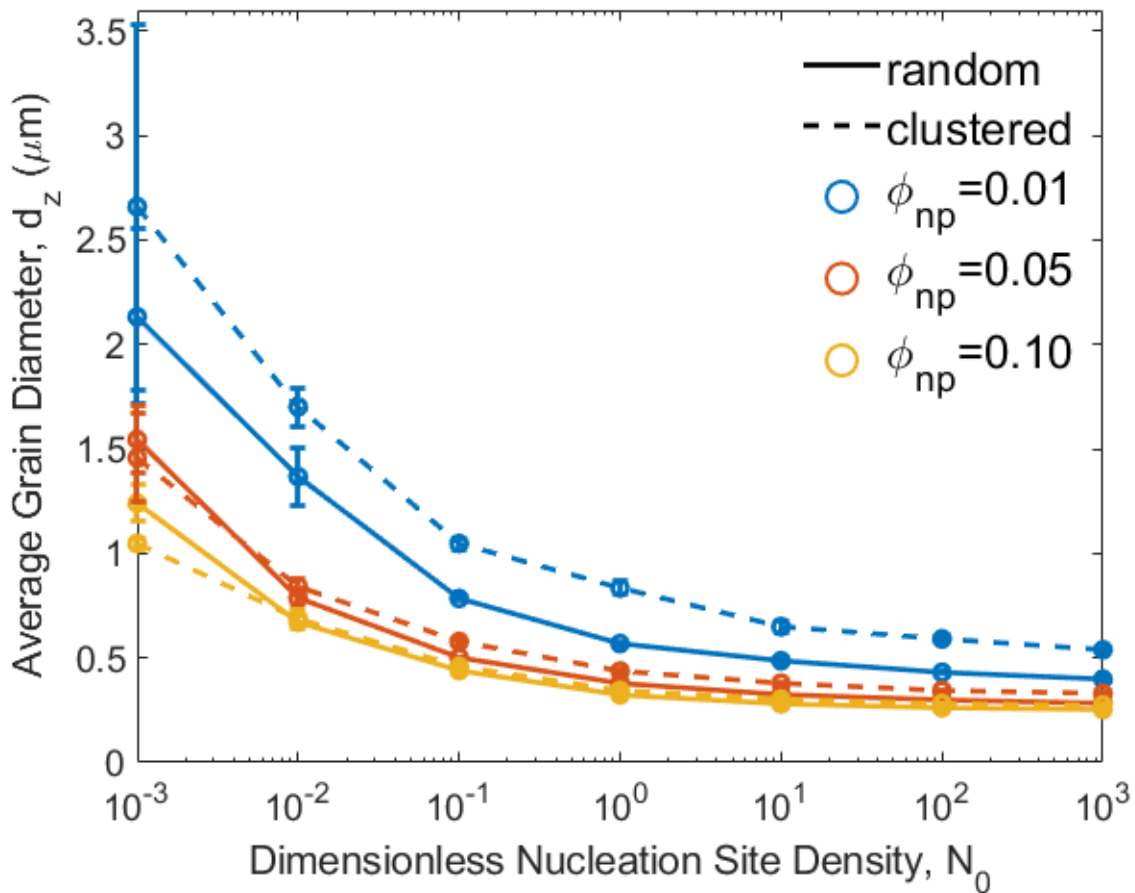 3.5
3
2.5
2
1.5
1
0.5
0
Average Grain Diameter, d_z (μm)
random
clustered
ϕ_np=0.01
ϕ_np=0.05
ϕ_np=0.10
10^-3 10^-2 10^-1 10^0 10^1 10^2 10^3
Dimensionless Nucleation Site Density, N_0